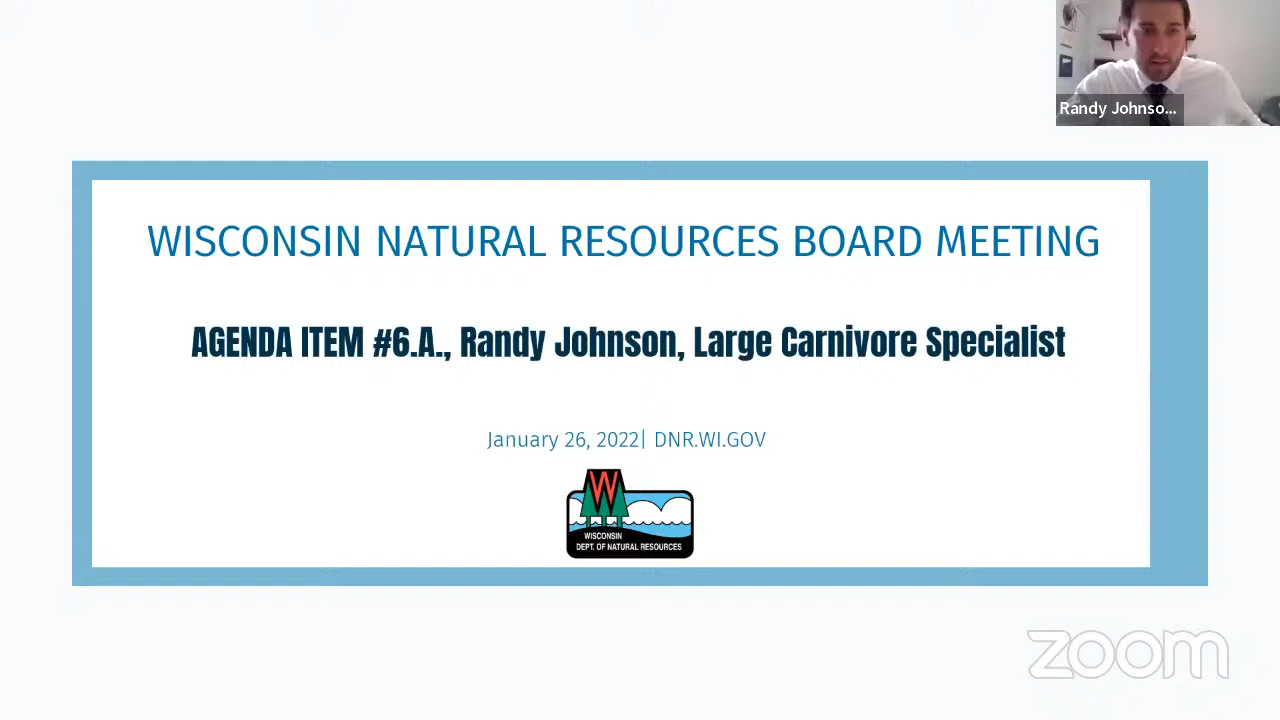 Randy Johnso...
WISCONSIN NATURAL RESOURCES BOARD MEETING
AGENDA ITEM #6.A., Randy Johnson, Large Carnivore Specialist
January 26, 2022| DNR.WI.GOV
W
WISCONSIN
DEPT. OF NATURAL RESOURCES
zoom